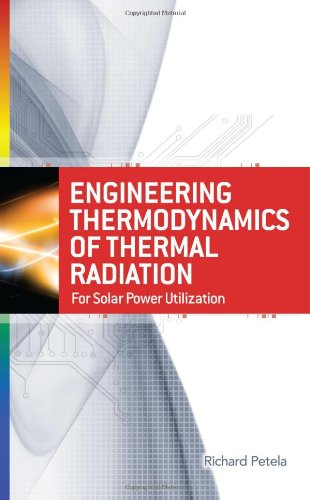 ENGINEERING
THERMODYNAMICS
OF THERMAL
RADIATION
For Solar Power Utilization
Richard Petela